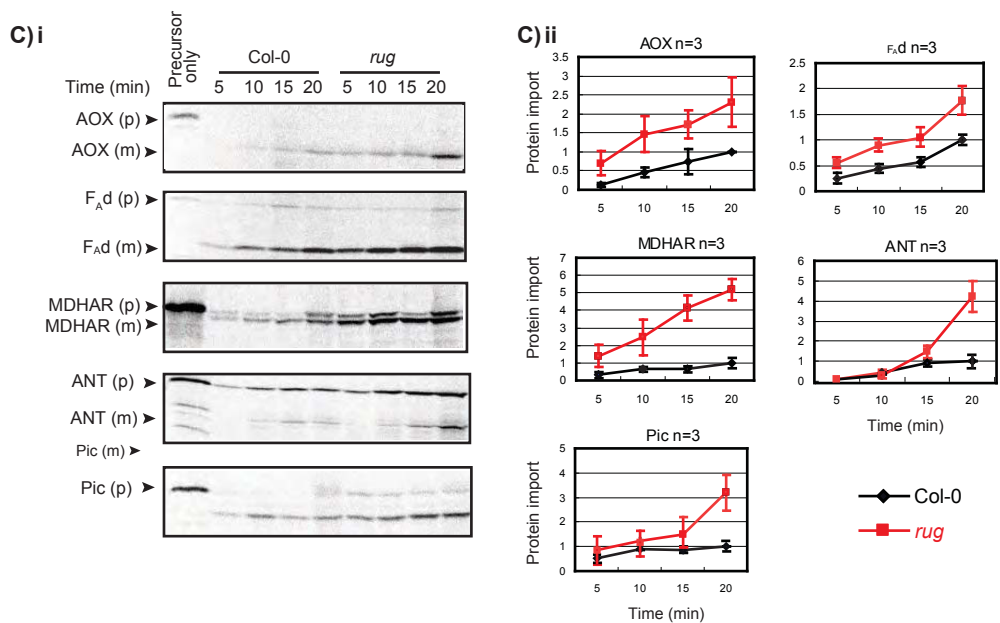 C) i
Precursor only
Col-0
rug
Time (min) 5 10 15 20 5 10 15 20
AOX (p)
AOX (m)
FAd (p)
FAd (m)
MDHAR (p)
MDHAR (m)
ANT (p)
ANT (m)
Pic (m)
Pic (p)
C) ii
AOX n=3
Protein import
3.5
3
2.5
2
1.5
1
0.5
0
5 10 15 20
FAd n=3
2.5
2
1.5
1
0.5
0
5 10 15 20
MDHAR n=3
Protein import
7
6
5
4
3
2
1
0
5 10 15 20
ANT n=3
6
5
4
3
2
1
0
5 10 15 20
Time (min)
Pic n=3
Protein import
5
4
3
2
1
0
5 10 15 20
Time (min)
Col-0
rug